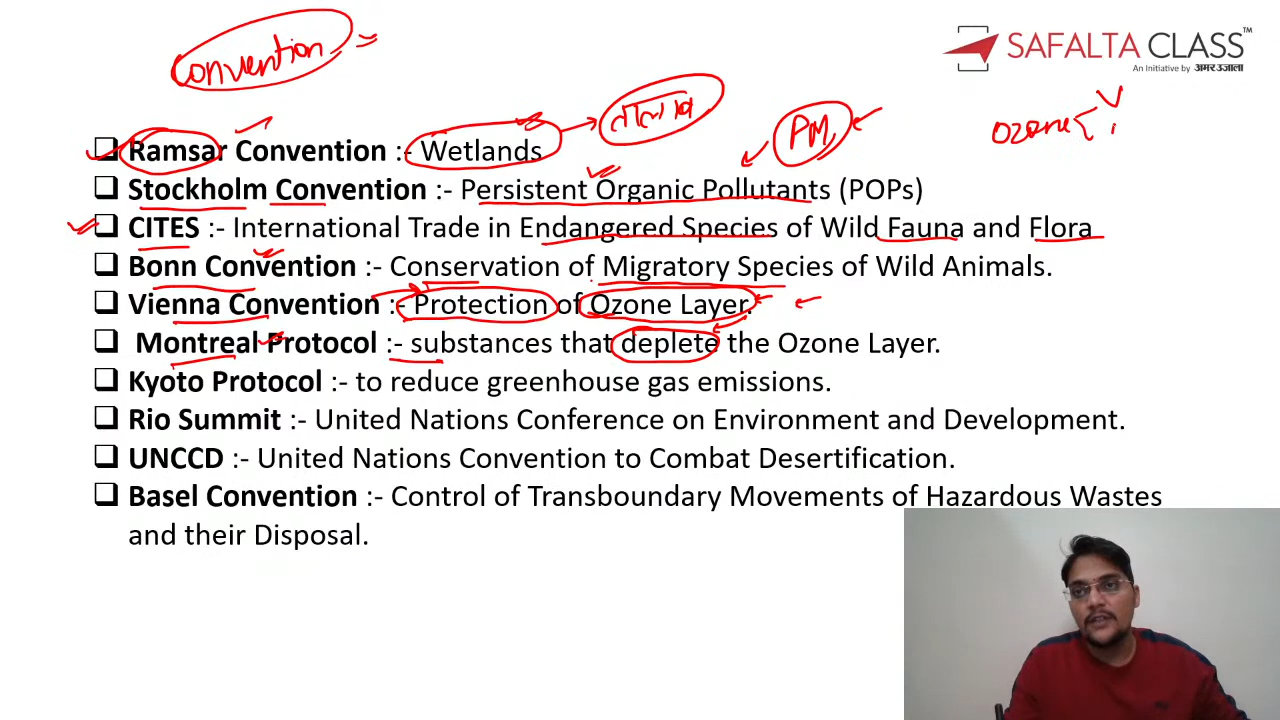 convention
SAFALTA CLASS™
An Initiative by अमर उजाला
तालाब
PM
ozone V
❑ Ramsar Convention :- Wetlands
❑ Stockholm Convention :- Persistent Organic Pollutants (POPs)
❑ CITES :- International Trade in Endangered Species of Wild Fauna and Flora
❑ Bonn Convention :- Conservation of Migratory Species of Wild Animals.
❑ Vienna Convention :- Protection of Ozone Layer.
❑ Montreal Protocol :- substances that deplete the Ozone Layer.
❑ Kyoto Protocol :- to reduce greenhouse gas emissions.
❑ Rio Summit :- United Nations Conference on Environment and Development.
❑ UNCCD :- United Nations Convention to Combat Desertification.
❑ Basel Convention :- Control of Transboundary Movements of Hazardous Wastes
and their Disposal.